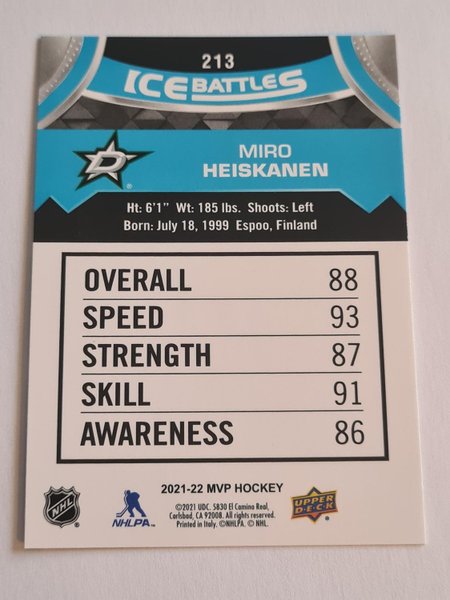 213
ICE BATTLES
D
MIRO
HEISKANEN
Ht: 6'1" Wt: 185 lbs. Shoots: Left
Born: July 18, 1999 Espoo, Finland
OVERALL 88
SPEED 93
STRENGTH 87
SKILL 91
AWARENESS 86
2021-22 MVP HOCKEY
©2021 UDC. 5830 El Camino Real,
Carlsbad, CA 92008. All rights reserved.
Printed in Italy. ©NHLPA. © NHL.
NHL
NHLPA
UPPER
DECK